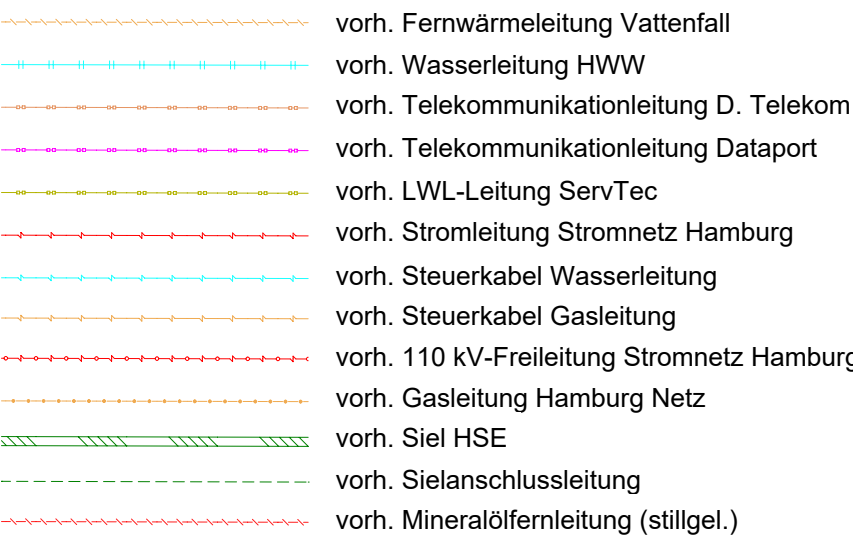 vorh. Fernwärmeleitung Vattenfall
vorh. Wasserleitung HWW
vorh. Telekommunikationleitung D. Telekom
vorh. Telekommunikationleitung Dataport
vorh. LWL-Leitung ServTec
vorh. Stromleitung Stromnetz Hamburg
vorh. Steuerkabel Wasserleitung
vorh. Steuerkabel Gasleitung
vorh. 110 kV-Freileitung Stromnetz Hamburg
vorh. Gasleitung Hamburg Netz
vorh. Siel HSE
vorh. Sielanschlussleitung
vorh. Mineralölfernleitung (stillgel.)